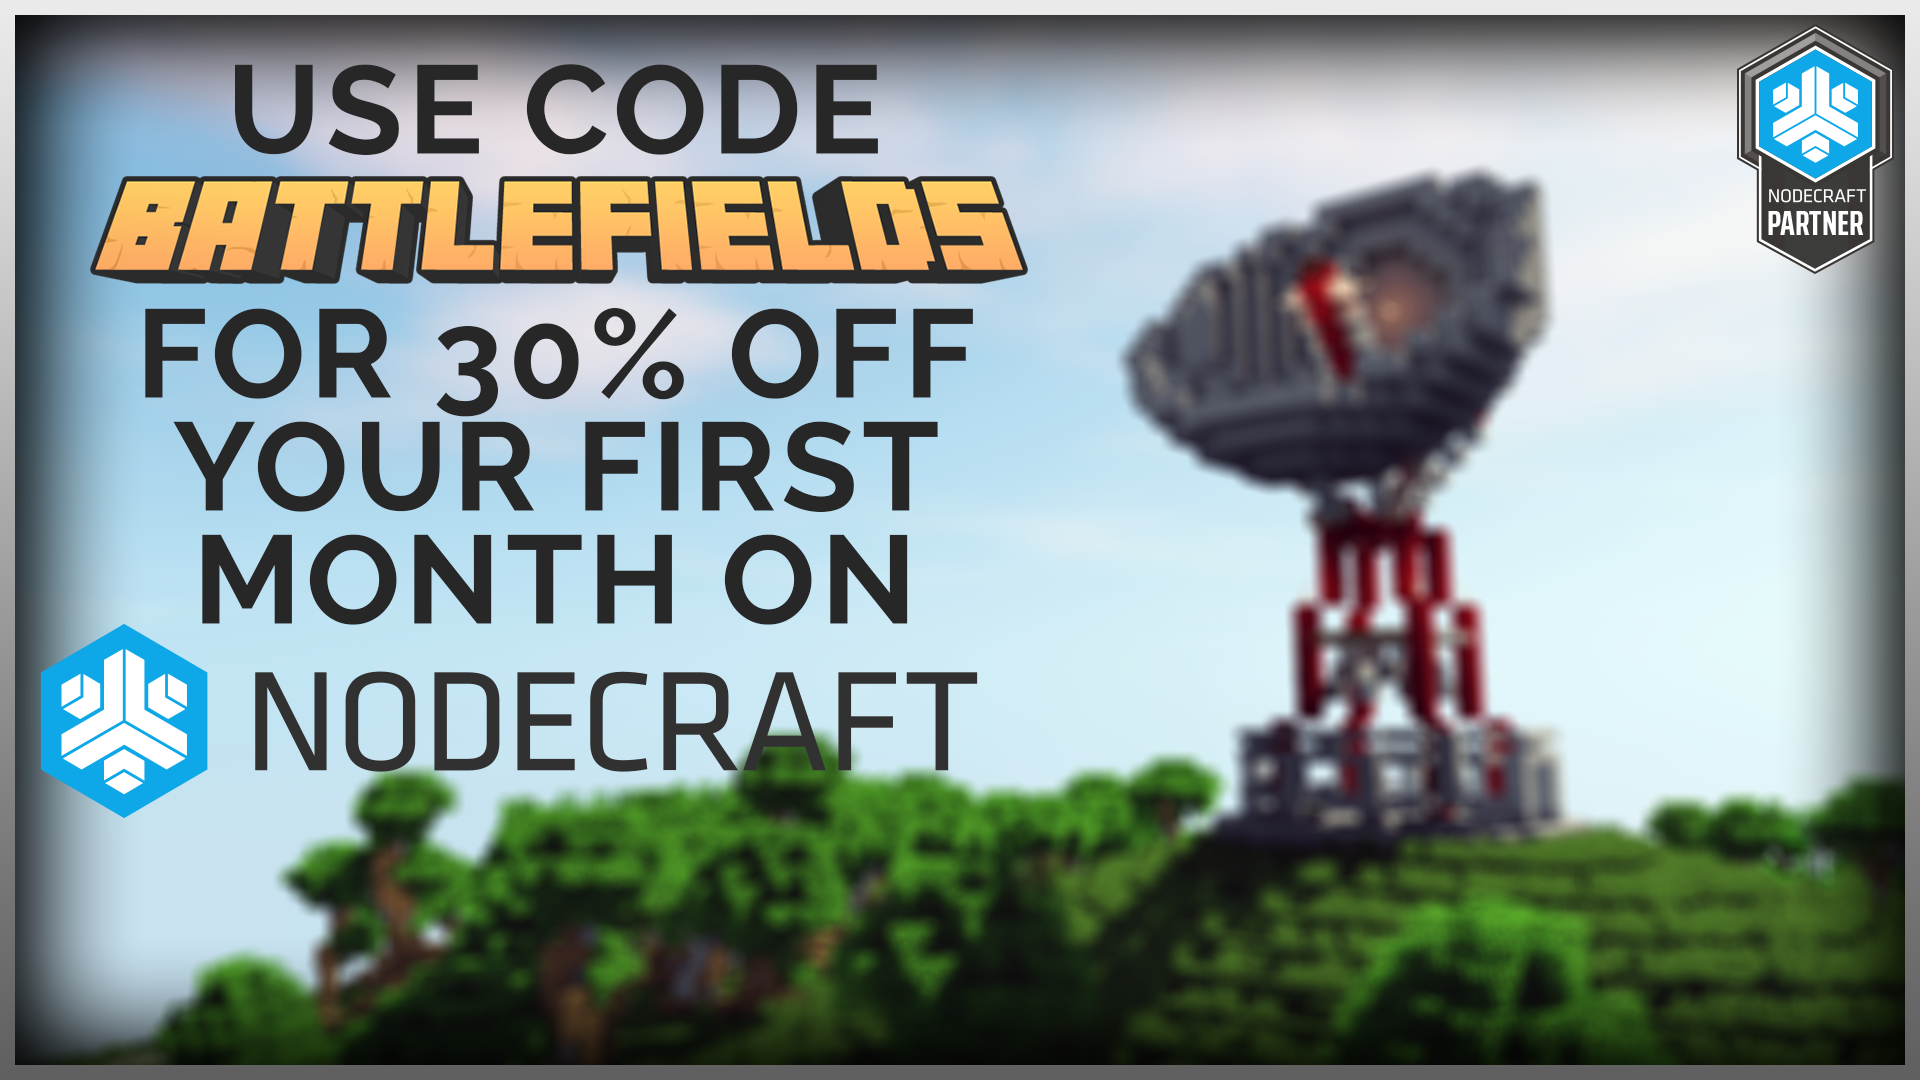 USE CODE
BATTLEFIELDS
FOR 30% OFF
YOUR FIRST
MONTH ON
NODECRAFT
NODECRAFT
PARTNER